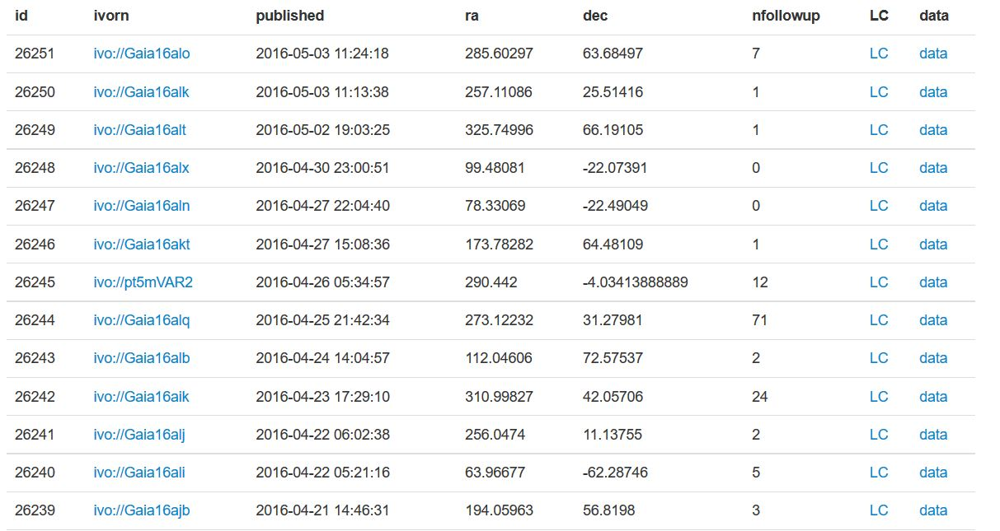 id ivorn published ra dec nfollowup LC data
26251 ivo://Gaia16alo 2016-05-03 11:24:18 285.60297 63.68497 7 LC data
26250 ivo://Gaia16alk 2016-05-03 11:13:38 257.11086 25.51416 1 LC data
26249 ivo://Gaia16alt 2016-05-02 19:03:25 325.74996 66.19105 1 LC data
26248 ivo://Gaia16alx 2016-04-30 23:00:51 99.48081 -22.07391 0 LC data
26247 ivo://Gaia16aln 2016-04-27 22:04:40 78.33069 -22.49049 0 LC data
26246 ivo://Gaia16akt 2016-04-27 15:08:36 173.78282 64.48109 1 LC data
26245 ivo://pt5mVAR2 2016-04-26 05:34:57 290.442 -4.03413888889 12 LC data
26244 ivo://Gaia16alq 2016-04-25 21:42:34 273.12232 31.27981 71 LC data
26243 ivo://Gaia16alb 2016-04-24 14:04:57 112.04606 72.57537 2 LC data
26242 ivo://Gaia16aik 2016-04-23 17:29:10 310.99827 42.05706 24 LC data
26241 ivo://Gaia16alj 2016-04-22 06:02:38 256.0474 11.13755 2 LC data
26240 ivo://Gaia16ali 2016-04-22 05:21:16 63.96677 -62.28746 5 LC data
26239 ivo://Gaia16ajb 2016-04-21 14:46:31 194.05963 56.8198 3 LC data